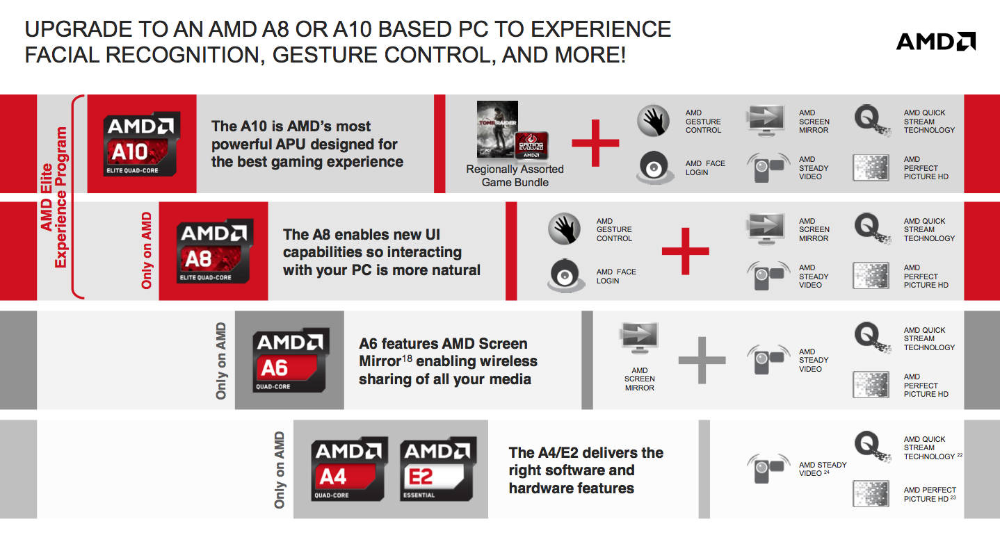 UPGRADE TO AN AMD A8 OR A10 BASED PC TO EXPERIENCE
FACIAL RECOGNITION, GESTURE CONTROL, AND MORE!
AMD
AMD Elite
Experience Program
AMD
A10
ELITE QUAD-CORE
The A10 is AMD's most
powerful APU designed for
the best gaming experience
TOMB RAIDER
GAMING
EVOLVED
AMD
Regionally Assorted
Game Bundle
AMD
GESTURE
CONTROL
AMD FACE
LOGIN
AMD
SCREEN
MIRROR
AMD
STEADY
VIDEO
AMD QUICK
STREAM
TECHNOLOGY
AMD
PERFECT
PICTURE HD
Only on AMD
AMD
A8
ELITE QUAD-CORE
The A8 enables new UI
capabilities so interacting
with your PC is more natural
AMD
GESTURE
CONTROL
AMD FACE
LOGIN
AMD
SCREEN
MIRROR
AMD
STEADY
VIDEO
AMD QUICK
STREAM
TECHNOLOGY
AMD
PERFECT
PICTURE HD
Only on AMD
AMD
A6
QUAD-CORE
A6 features AMD Screen
Mirror18 enabling wireless
sharing of all your media
AMD
SCREEN
MIRROR
AMD
STEADY
VIDEO
AMD QUICK
STREAM
TECHNOLOGY
AMD
PERFECT
PICTURE HD
Only on AMD
AMD
A4
QUAD-CORE
AMD
E2
ESSENTIAL
The A4/E2 delivers the
right software and
hardware features
AMD STEADY
VIDEO 24
AMD QUICK
STREAM
TECHNOLOGY 22
AMD PERFECT
PICTURE HD 23